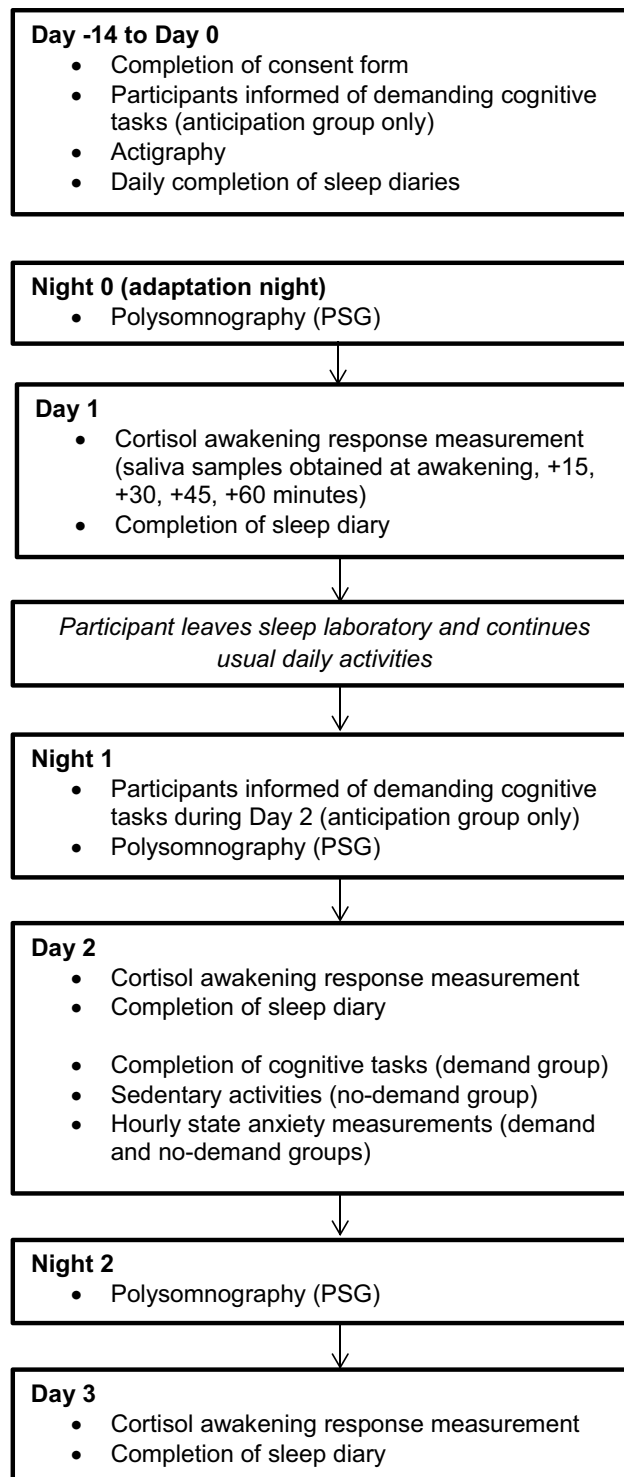 Day -14 to Day 0
• Completion of consent form
• Participants informed of demanding cognitive
tasks (anticipation group only)
• Actigraphy
• Daily completion of sleep diaries
Night 0 (adaptation night)
• Polysomnography (PSG)
Day 1
• Cortisol awakening response measurement
(saliva samples obtained at awakening, +15,
+30, +45, +60 minutes)
• Completion of sleep diary
Participant leaves sleep laboratory and continues
usual daily activities
Night 1
• Participants informed of demanding cognitive
tasks during Day 2 (anticipation group only)
• Polysomnography (PSG)
Day 2
• Cortisol awakening response measurement
• Completion of sleep diary
• Completion of cognitive tasks (demand group)
• Sedentary activities (no-demand group)
• Hourly state anxiety measurements (demand
and no-demand groups)
Night 2
• Polysomnography (PSG)
Day 3
• Cortisol awakening response measurement
• Completion of sleep diary